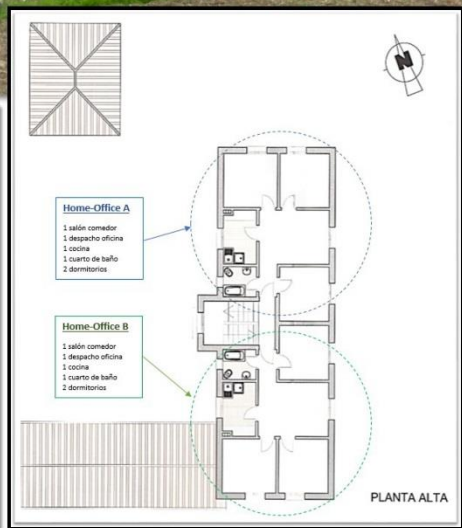 N
Home-Office A
1 salón comedor
1 despacho oficina
1 cocina
1 cuarto de baño
2 dormitorios
Home-Office B
1 salón comedor
1 despacho oficina
1 cocina
1 cuarto de baño
2 dormitorios
PLANTA ALTA